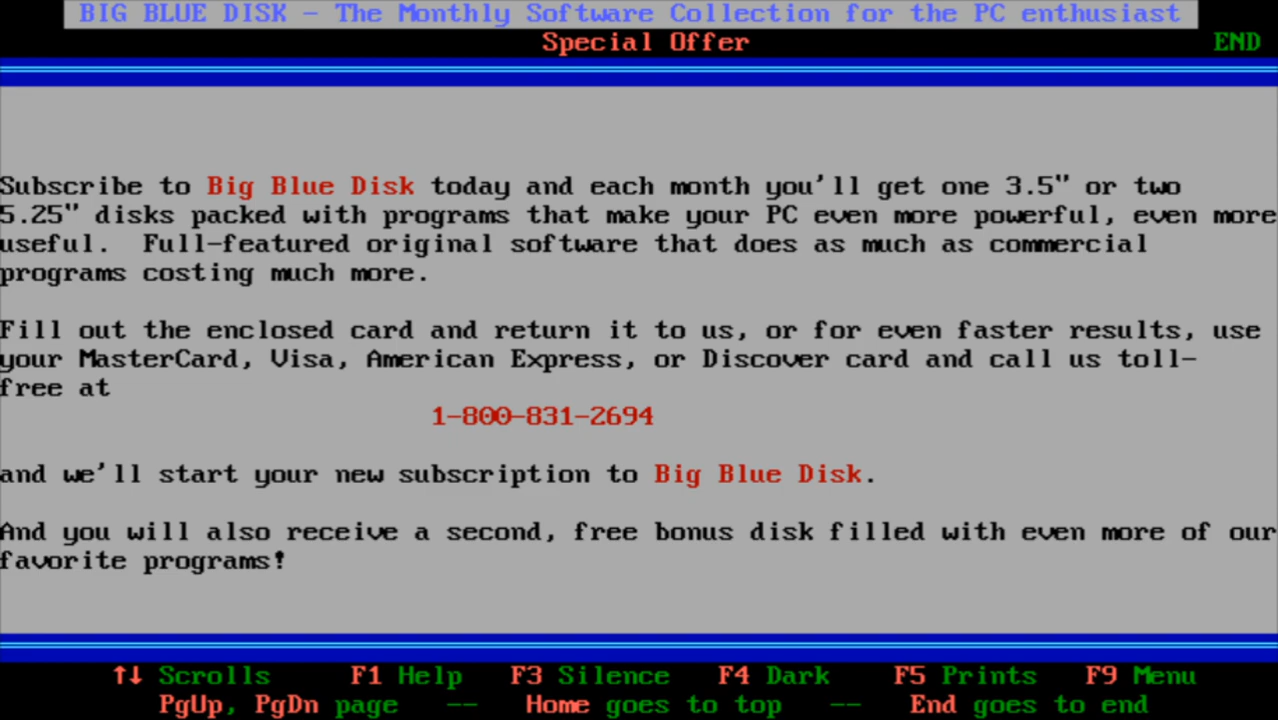 BIG BLUE DISK - The Monthly Software Collection for the PC enthusiast
Special Offer END
Subscribe to Big Blue Disk today and each month you'll get one 3.5" or two
5.25" disks packed with programs that make your PC even more powerful, even more
useful.  Full-featured original software that does as much as commercial
programs costing much more.
Fill out the enclosed card and return it to us, or for even faster results, use
your MasterCard, Visa, American Express, or Discover card and call us toll-
free at
1-800-831-2694
and we'll start your new subscription to Big Blue Disk.
And you will also receive a second, free bonus disk filled with even more of our
favorite programs!
↑↓ Scrolls F1 Help F3 Silence F4 Dark F5 Prints F9 Menu
PgUp, PgDn page -- Home goes to top -- End goes to end